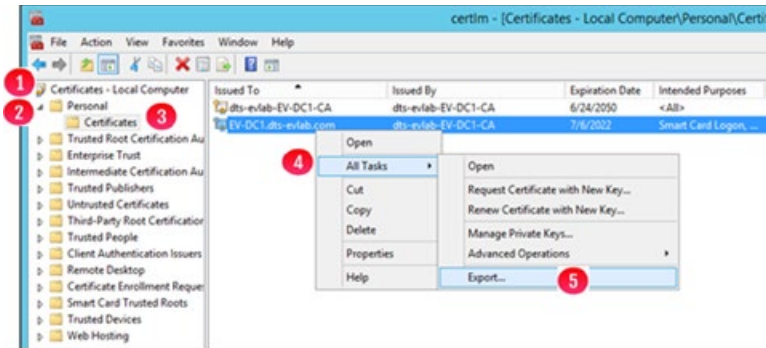 certlm - [Certificates - Local Computer\Personal\Certi
File Action View Favorites Window Help
1 Certificates - Local Computer
2 Personal
Certificates 3
Trusted Root Certification Au
Enterprise Trust
Intermediate Certification Au
Trusted Publishers
Untrusted Certificates
Third-Party Root Certification
Trusted People
Client Authentication Issuers
Remote Desktop
Certificate Enrollment Reques
Smart Card Trusted Roots
Trusted Devices
Web Hosting
Issued To Issued By Expiration Date Intended Purposes
dts-evlab-EV-DC1-CA dts-evlab-EV-DC1-CA 6/24/2050 <All>
EV-DC1.dts-evlab.com dts-evlab-EV-DC1-CA 7/6/2022 Smart Card Logon, ...
Open
4 All Tasks
Cut
Copy
Delete
Properties
Help
Open
Request Certificate with New Key...
Renew Certificate with New Key...
Manage Private Keys...
Advanced Operations
Export... 5